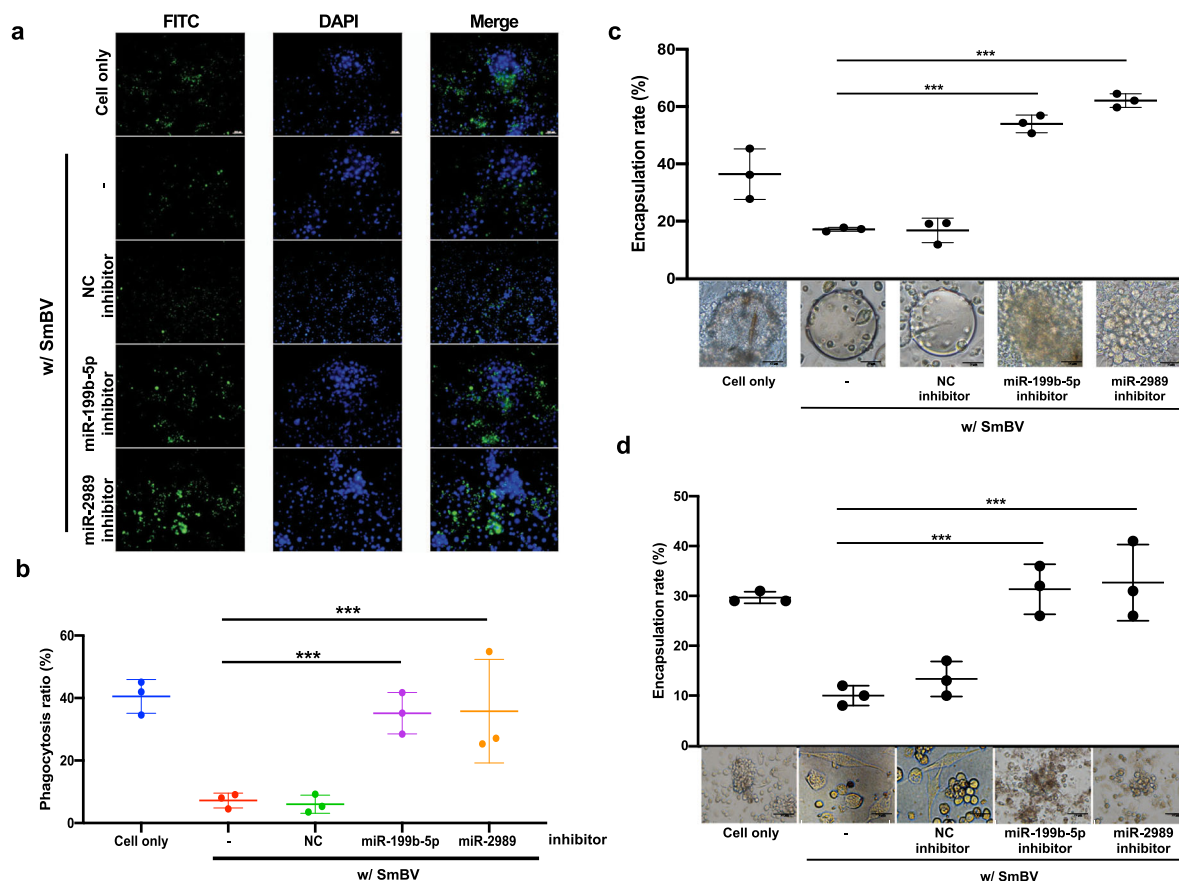 a
FITC
DAPI
Merge
Cell only
-
NC
inhibitor
miR-199b-5p
inhibitor
miR-2989
inhibitor
w/ SmBV
b
Phagocytosis ratio (%)
60
40
20
0
***
***
Cell only
-
NC
miR-199b-5p
miR-2989
inhibitor
w/ SmBV
c
Encapsulation rate (%)
80
60
40
20
0
***
***
Cell only
-
NC
inhibitor
miR-199b-5p
inhibitor
miR-2989
inhibitor
w/ SmBV
d
Encapsulation rate (%)
50
40
30
20
10
0
***
***
Cell only
-
NC
inhibitor
miR-199b-5p
inhibitor
miR-2989
inhibitor
w/ SmBV